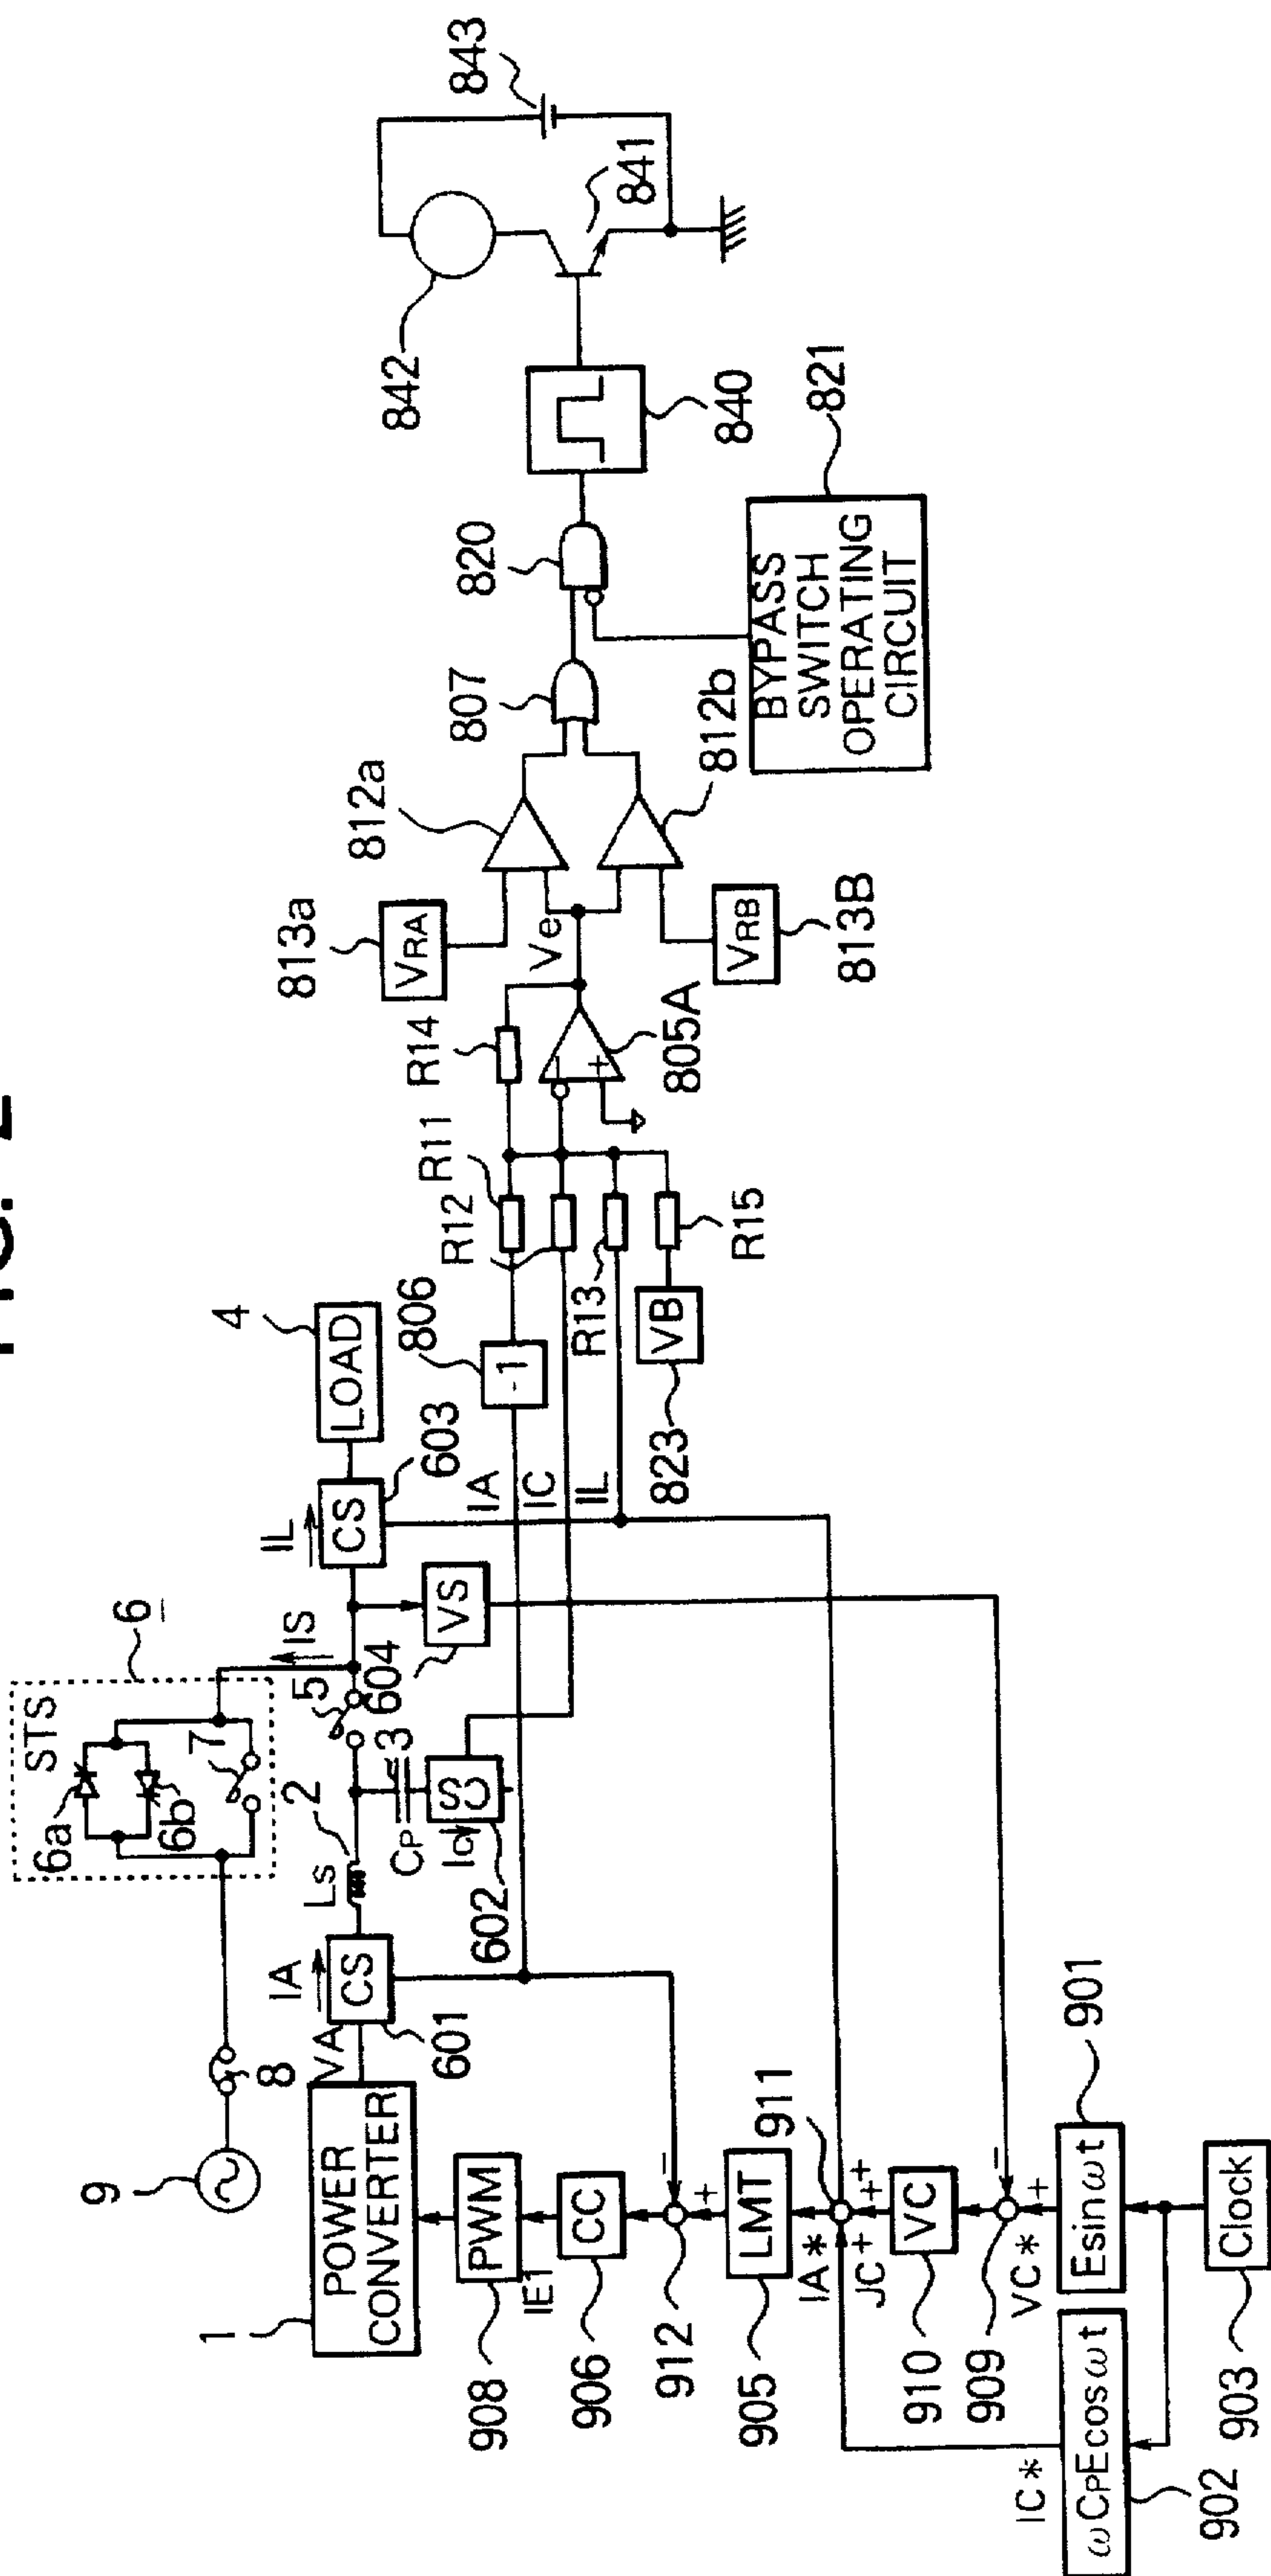 FIG. 2
9
8
STS
6
6a
6b
7
IS
1
POWER
CONVERTER
VA
IA
CS
601
Ls
2
5
IL
CS
603
LOAD
4
CP
3
IC
CS
602
604
VS
908
PWM
IE1
906
CC
912
-
+
905
LMT
IA*
911
+
+
+
JC
910
VC
909
-
+
VC*
Esinωt
901
IC*
ωCPEcosωt
902
Clock
903
IA
IC
IL
806
-1
R12
R11
R13
R15
VB
823
R14
-
+
805A
Ve
813a
VRA
VRB
813B
812a
812b
807
820
BYPASS
SWITCH
OPERATING
CIRCUIT
821
840
842
841
843